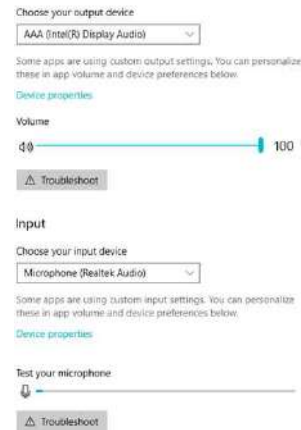 Choose your output device
AAA (Intel(R) Display Audio)
Some apps are using custom output settings. You can personalize
these in app volume and device preferences below.
Device properties
Volume
100
Troubleshoot
Input
Choose your input device
Microphone (Realtek Audio)
Some apps are using custom input settings. You can personalize
these in app volume and device preferences below.
Device properties
Test your microphone
Troubleshoot